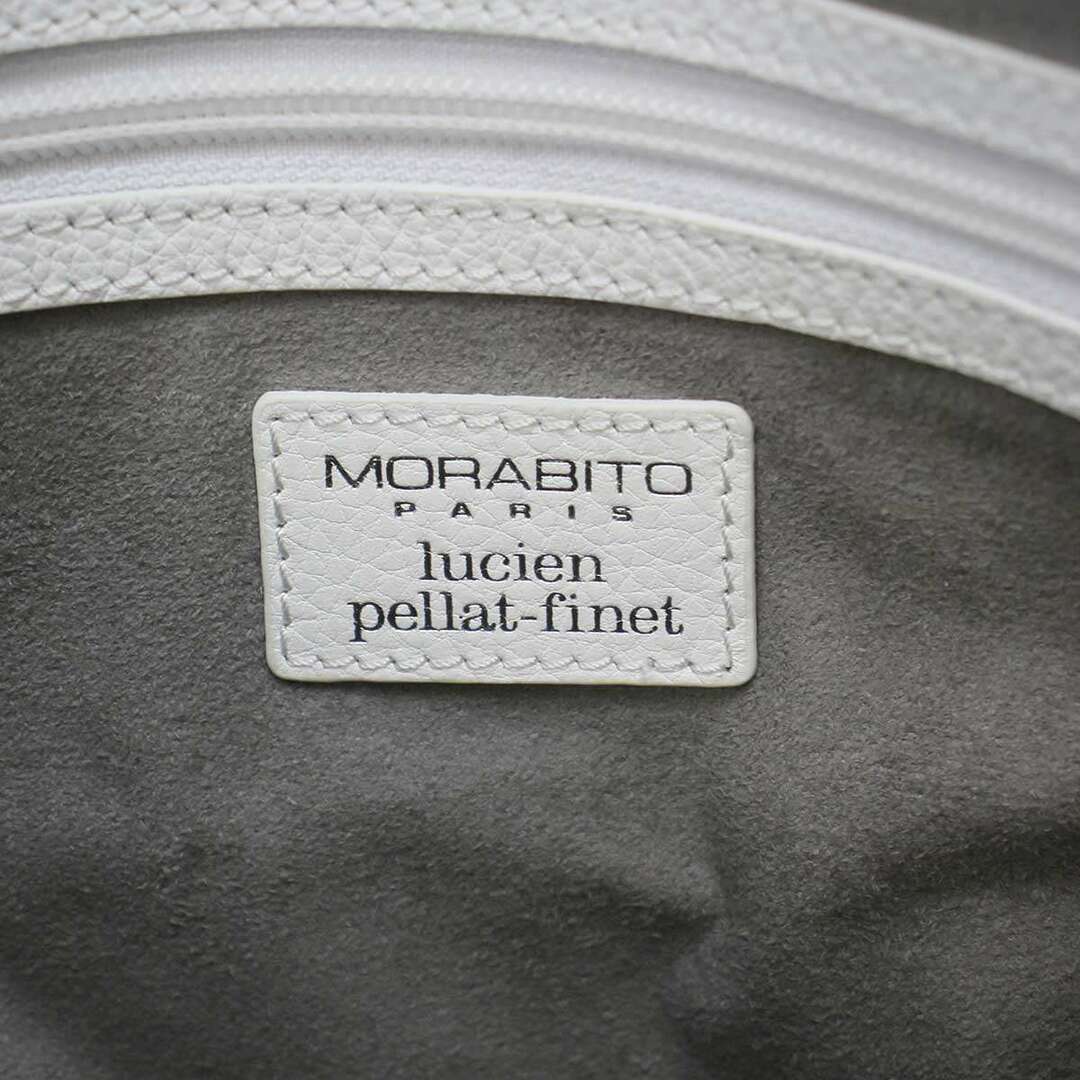 MORABITO
PARIS
lucien
pellat-finet